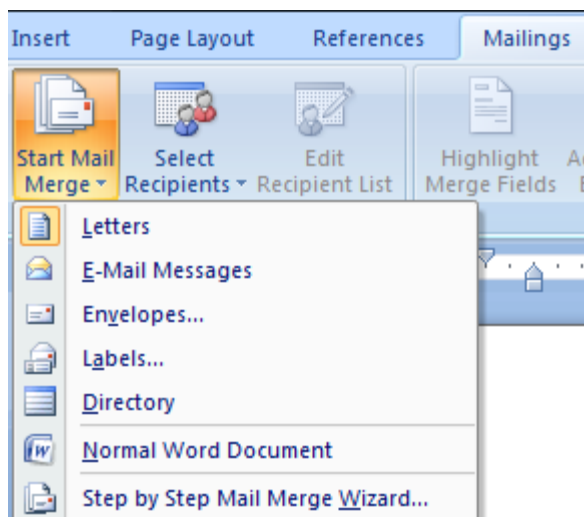 Insert Page Layout References Mailings
Start Mail Select Edit Highlight
Merge Recipients Recipient List Merge Fields
Letters
E-Mail Messages
Envelopes...
Labels...
Directory
Normal Word Document
Step by Step Mail Merge Wizard...